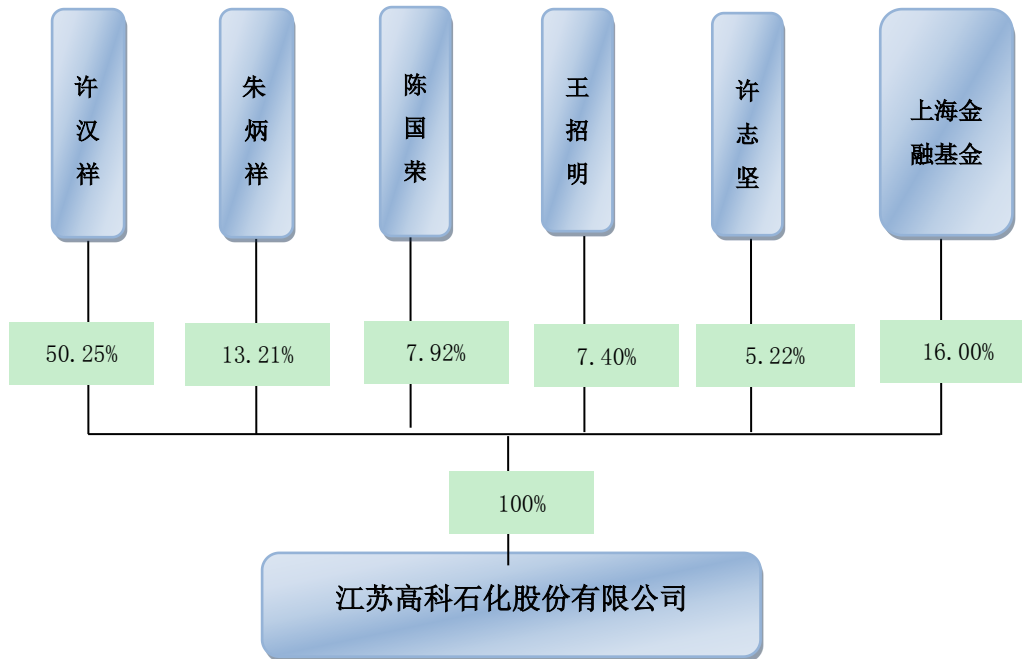 许汉祥
朱炳祥
陈国荣
王招明
许志坚
上海金
融基金
50.25%
13.21%
7.92%
7.40%
5.22%
16.00%
100%
江苏高科石化股份有限公司